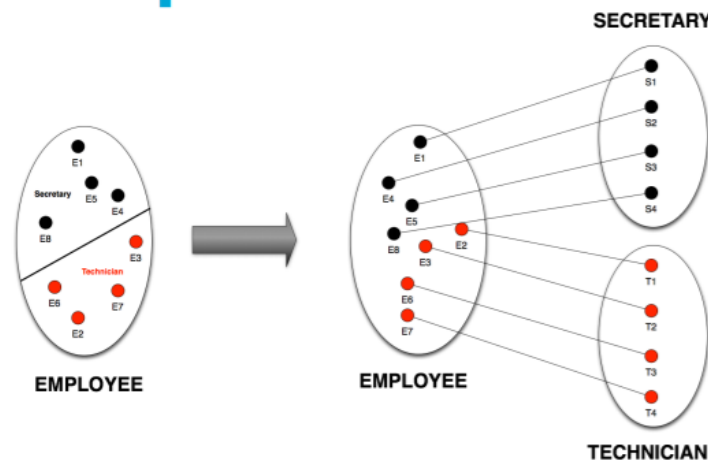 SECRETARY
S1
S2
S3
S4
E1
Secretary
E5
E4
E8
E3
Technician
E6
E7
E2
EMPLOYEE
E1
E4
E5
E8
E2
E3
E6
E7
EMPLOYEE
T1
T2
T3
T4
TECHNICIAN